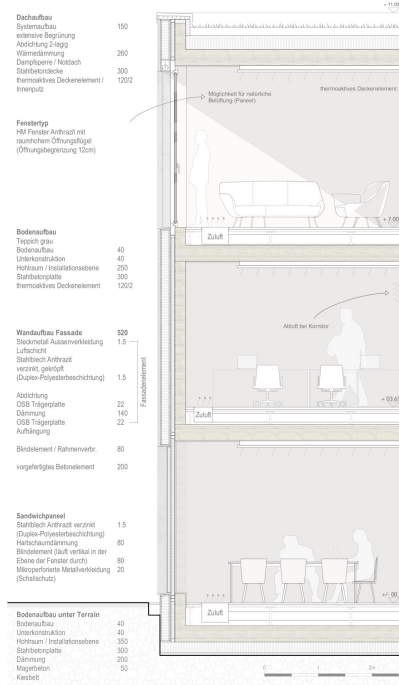 Dachaufbau
Systemaufbau 150
extensive Begrünung
Abdichtung 2-lagig
Wärmedämmung 260
Dampfsperre / Notdach
Stahlbetondecke 300
thermoaktives Deckenelement / 120/2
Innenputz
Fenstertyp
HM Fenster Anthrazit mit
raumhohem Öffnungsflügel
(Öffnungsbegrenzung 12cm)
Bodenaufbau
Teppich grau
Bodenaufbau 40
Unterkonstruktion 40
Hohlraum / Installationsebene 250
Stahlbetonplatte 300
thermoaktives Deckenelement 120/2
Wandaufbau Fassade 520
Steckmetall Aussenverkleidung 1.5
Luftschicht
Stahlblech Anthrazit
verzinkt, geköpft
(Duplex-Polyesterbeschichtung) 1.5
Abdichtung
OSB Trägerplatte 22
Dämmung 140
OSB Trägerplatte 22
Aufhängung
Fassadenelement
Blindelement / Rahmenverbr. 80
vorgefertigtes Betonelement 200
Sandwichpaneel
Stahlblech Anthrazit verzinkt 1.5
(Duplex-Polyesterbeschichtung)
Hartschaumdämmung 80
Blindelement (läuft vertikal in der
Ebene der Fenster durch) 80
Mikroperforierte Metallverkleidung 20
(Schallschutz)
Bodenaufbau unter Terrain
Bodenaufbau 40
Unterkonstruktion 40
Hohlraum / Installationsebene 350
Stahlbetonplatte 300
Dämmung 200
Magerbeton 50
Kiesbett
+ 11.00
thermoaktives Deckenelement
Möglichkeit für natürliche
Belüftung (Paneel)
+ 7.00
Zuluft
Abluft bei Korridor
+ 03.65
Zuluft
+/- 00
Zuluft
0 1 2m